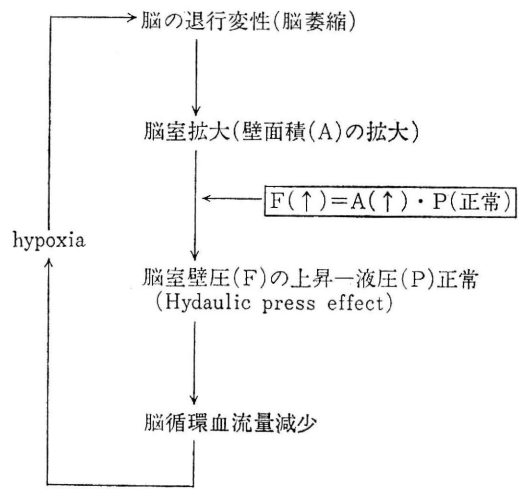 脳の退行変性(脳萎縮)
脳室拡大(壁面積(A)の拡大)
F(↑)=A(↑)・P(正常)
hypoxia
脳室壁圧(F)の上昇—液圧(P)正常
(Hydaulic press effect)
脳循環血流量減少